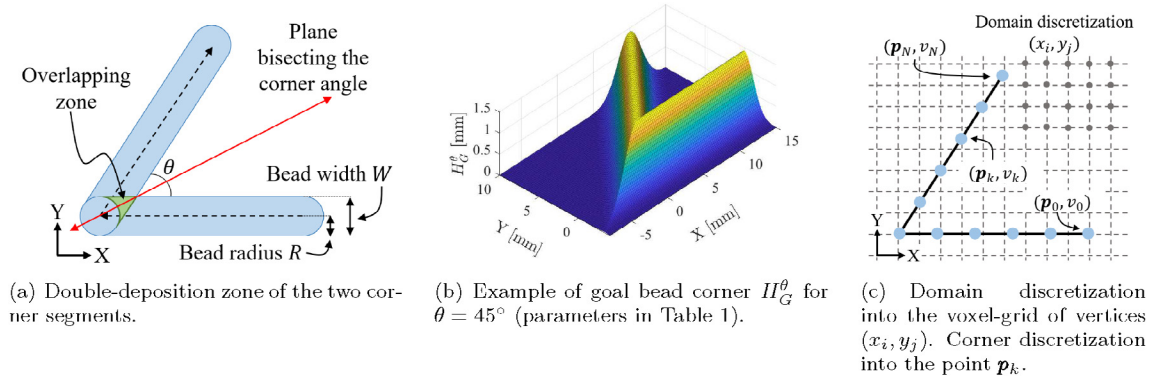 Plane
bisecting the
corner angle
Overlapping
zone
θ
Bead width W
Y
X
Bead radius R
(a) Double-deposition zone of the two cor-
ner segments.
H_G^θ [mm]
1.5
1
0.5
0
10
5
0
Y [mm]
-5
0
5
10
15
X [mm]
(b) Example of goal bead corner H_G^θ for
θ = 45° (parameters in Table 1).
Domain discretization
(p_N, v_N)
(x_i, y_j)
(p_k, v_k)
(p_0, v_0)
Y
X
(c) Domain discretization
into the voxel-grid of vertices
(x_i, y_j). Corner discretization
into the point p_k.